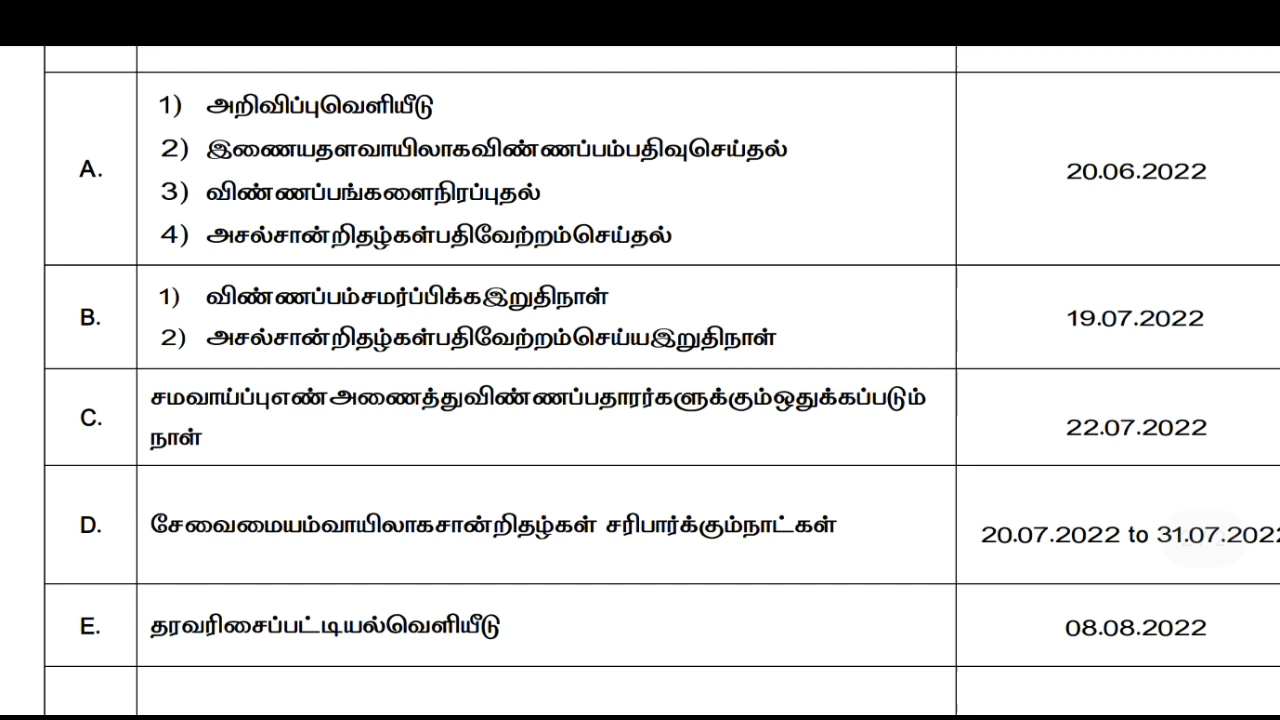 A.
1) அறிவிப்புவெளியீடு
2) இணையதளவாயிலாகவிண்ணப்பம்பதிவுசெய்தல்
3) விண்ணப்பங்களைநிரப்புதல்
4) அசல்சான்றிதழ்கள்பதிவேற்றம்செய்தல்
20.06.2022
B.
1) விண்ணப்பம்சமர்ப்பிக்கஇறுதிநாள்
2) அசல்சான்றிதழ்கள்பதிவேற்றம்செய்யஇறுதிநாள்
19.07.2022
C.
சமவாய்ப்புஎண்அணைத்துவிண்ணப்பதாரர்களுக்கும்ஒதுக்கப்படும்
நாள்
22.07.2022
D.
சேவைமையம்வாயிலாகசான்றிதழ்கள் சரிபார்க்கும்நாட்கள்
20.07.2022 to 31.07.2022
E.
தரவரிசைப்பட்டியல்வெளியீடு
08.08.2022